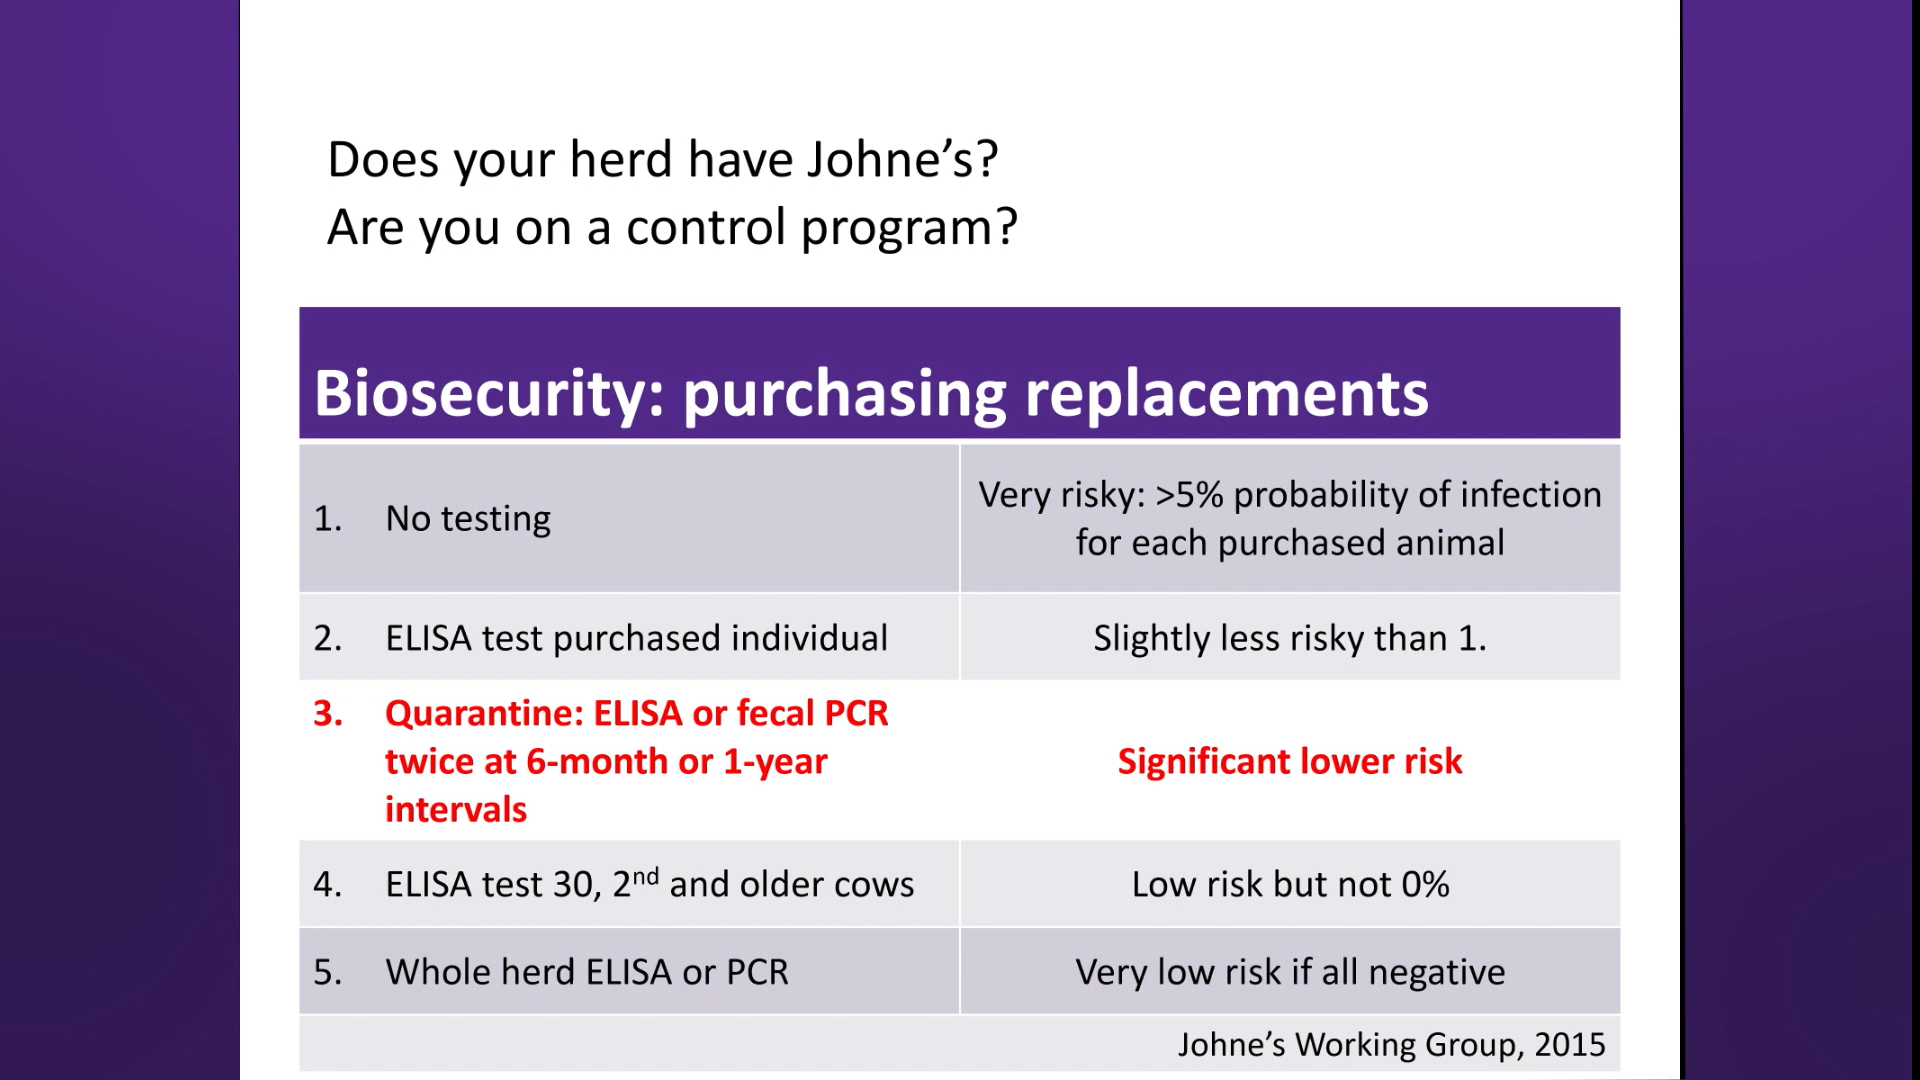 Does your herd have Johne’s?
Are you on a control program?
Biosecurity: purchasing replacements
1. No testing
Very risky: >5% probability of infection
for each purchased animal
2. ELISA test purchased individual
Slightly less risky than 1.
3. Quarantine: ELISA or fecal PCR
twice at 6-month or 1-year
intervals
Significant lower risk
4. ELISA test 30, 2nd and older cows
Low risk but not 0%
5. Whole herd ELISA or PCR
Very low risk if all negative
Johne’s Working Group, 2015